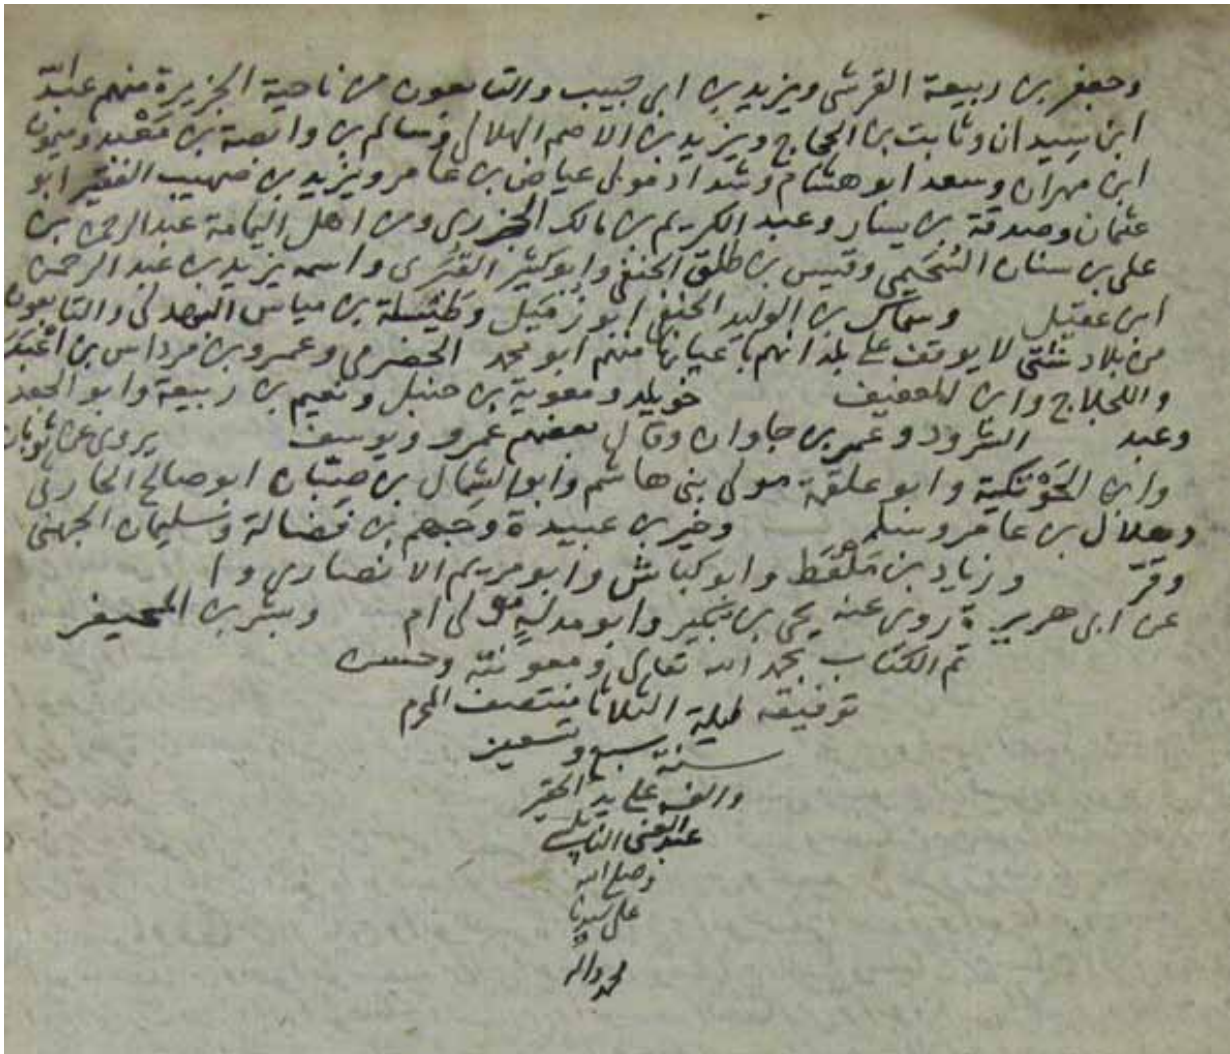 وجعفر بن ربيعة القرشي ويزيد بن ابي حبيب والتابعون من ناحية الجزيرة منهم عبد الله
ابن سيدان وثابت بن الحجاج ويزيد بن الاصم الهلالي وسالم بن وابصة بن معبد وميمون
ابن مهران وسعد ابو هشام وشداد مولى عياض بن عامر ويزيد بن صهيب الفقير ابو
عثمان وصدقة بن يسار وعبد الكريم بن مالك الجزري ومن اهل اليمامة عبد الرحمن بن
علي بن سنان السحيمي وقيس بن طلق الحنفي وابو كثير واسمه يزيد بن عبد الرحمن
ابن عقيل وسماك بن الوليد الحنفي ابو زميل وطيسلة بن مياس والتابعون
من بلاد شتى لا يوقف على بلدانهم باعيانها منهم ابو محمد الحضرمي وعمرو بن مرداس بن
واللجلاج وابن خويلد ومعوية بن حنبل ونعيم بن ربيعة وابو الجعد
وعبد الشرود وعمر بن جاوان وقال بعضهم عمرو ويوسف يروي عن ثوبان
وابن الحوتكية وابو علقمة مولى بني هاشم وابو الشمال بن ضباب ابو صالح الحارثي
وهلال بن عامر وسلم وخير بن عبيدة وجهم بن فضالة وسليمان الجهني
وقر وزياد بن ملقط وابو كباش وابو مريم الانصاري وا
عن ابي هريرة روى عنه يحيى بن وابو مدلة مولى ام وبشر بن المحيفر
تم الكتاب بحمد الله تعالى ومعونته وحسن
توفيقه ليلة الثلاثا منتصف المحرم
سنة سبع وتسعين
والف على يد الحقير
عبد الغني النابلسي
وصلى الله
على سيدنا
محمد واله